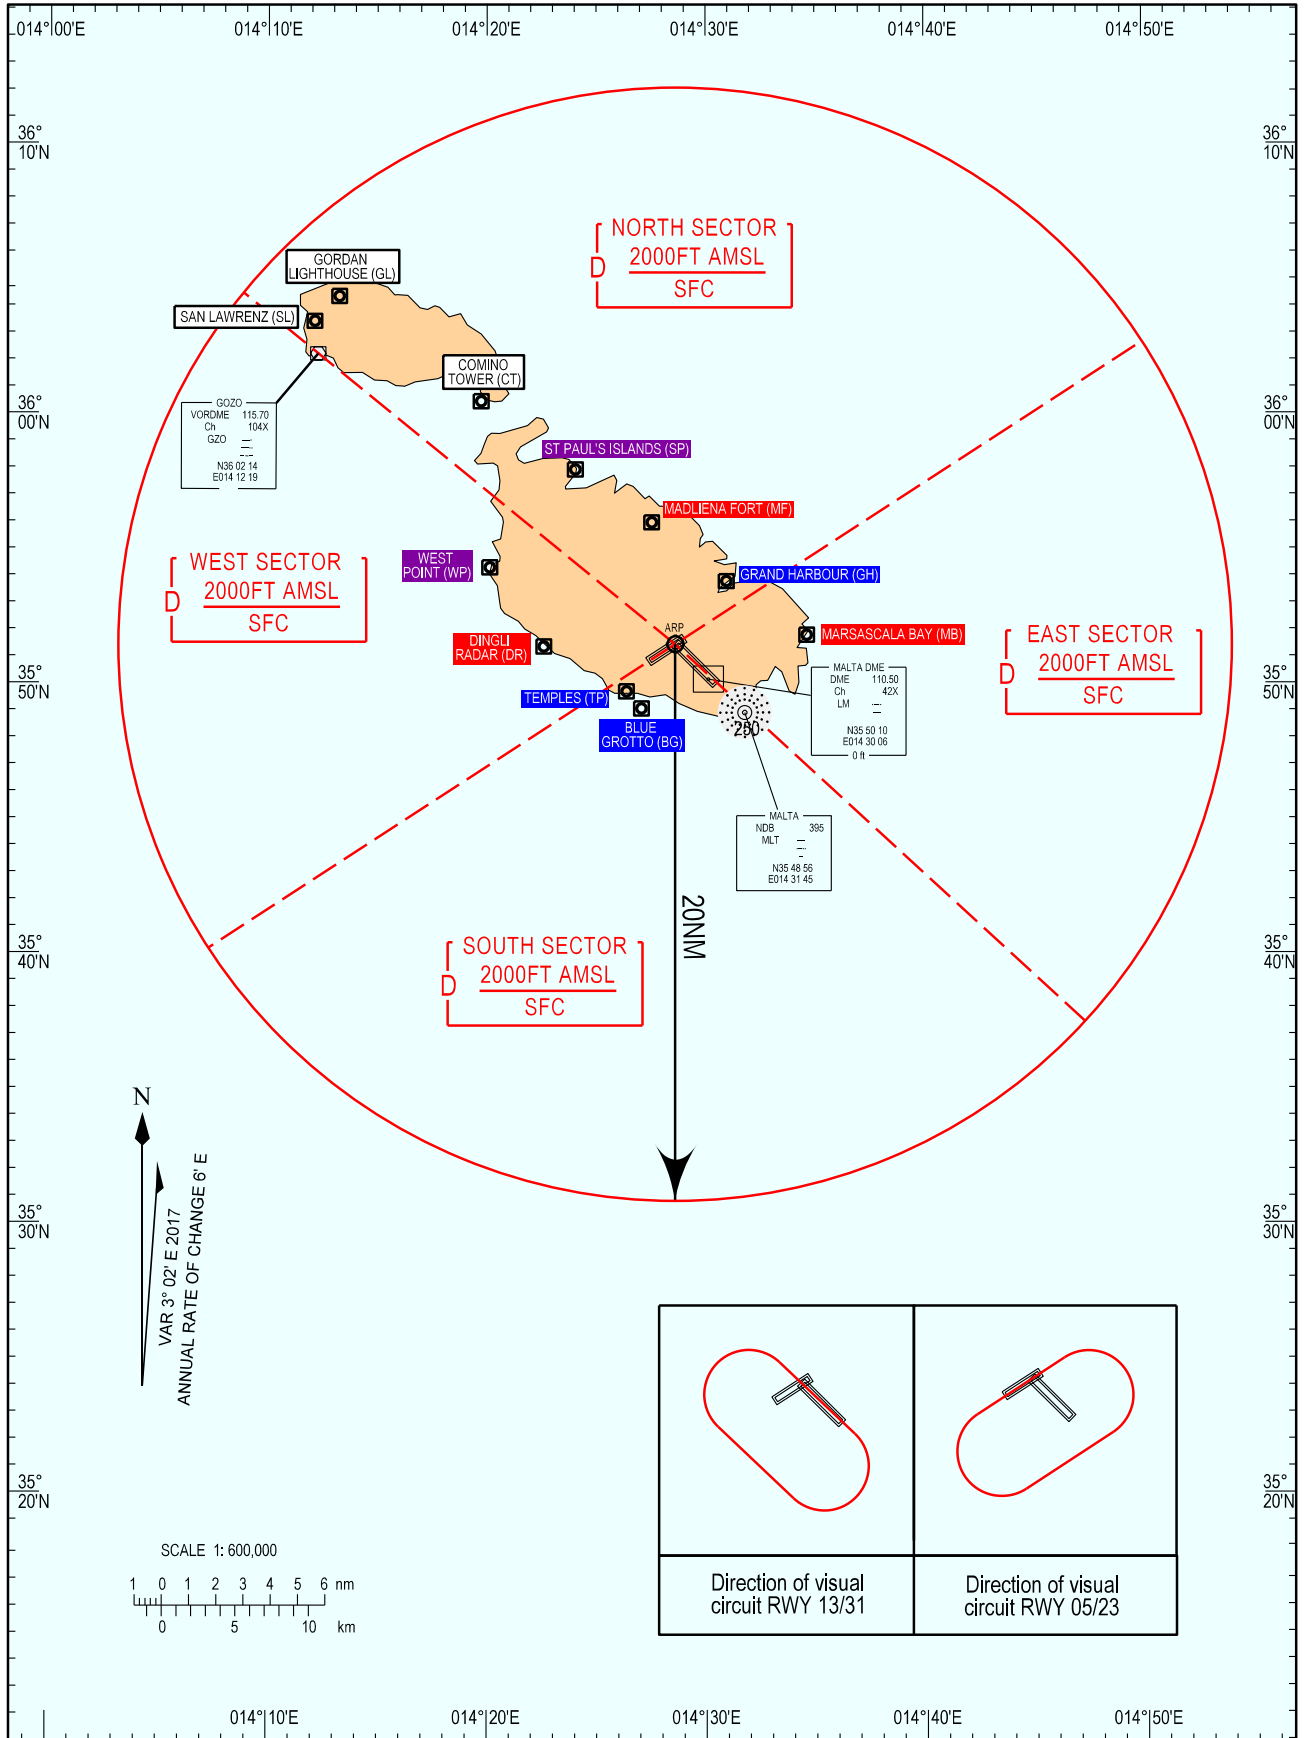 014°00'E
014°10'E
014°20'E
014°30'E
014°40'E
014°50'E
36°
10'N
36°
10'N
NORTH SECTOR
D
2000FT AMSL
SFC
GORDAN
LIGHTHOUSE (GL)
SAN LAWRENZ (SL)
COMINO
TOWER (CT)
GOZO
VORDME 115.70
Ch 104X
GZO
N36 02 14
E014 12 19
36°
00'N
36°
00'N
ST PAUL'S ISLANDS (SP)
MADLIENA FORT (MF)
WEST
POINT (WP)
GRAND HARBOUR (GH)
WEST SECTOR
D
2000FT AMSL
SFC
ARP
MARSASCALA BAY (MB)
DINGLI
RADAR (DR)
EAST SECTOR
D
2000FT AMSL
SFC
35°
50'N
35°
50'N
MALTA DME
DME 110.50
Ch 42X
LM
N35 50 10
E014 30 06
0 ft
TEMPLES (TP)
BLUE
GROTTO (BG)
250
MALTA
NDB 395
MLT
N35 48 56
E014 31 45
20NM
35°
40'N
35°
40'N
SOUTH SECTOR
D
2000FT AMSL
SFC
N
VAR 3° 02' E 2017
ANNUAL RATE OF CHANGE 6' E
35°
30'N
35°
30'N
35°
20'N
35°
20'N
SCALE 1: 600,000
1 0 1 2 3 4 5 6 nm
0 5 10 km
Direction of visual
circuit RWY 13/31
Direction of visual
circuit RWY 05/23
014°10'E
014°20'E
014°30'E
014°40'E
014°50'E